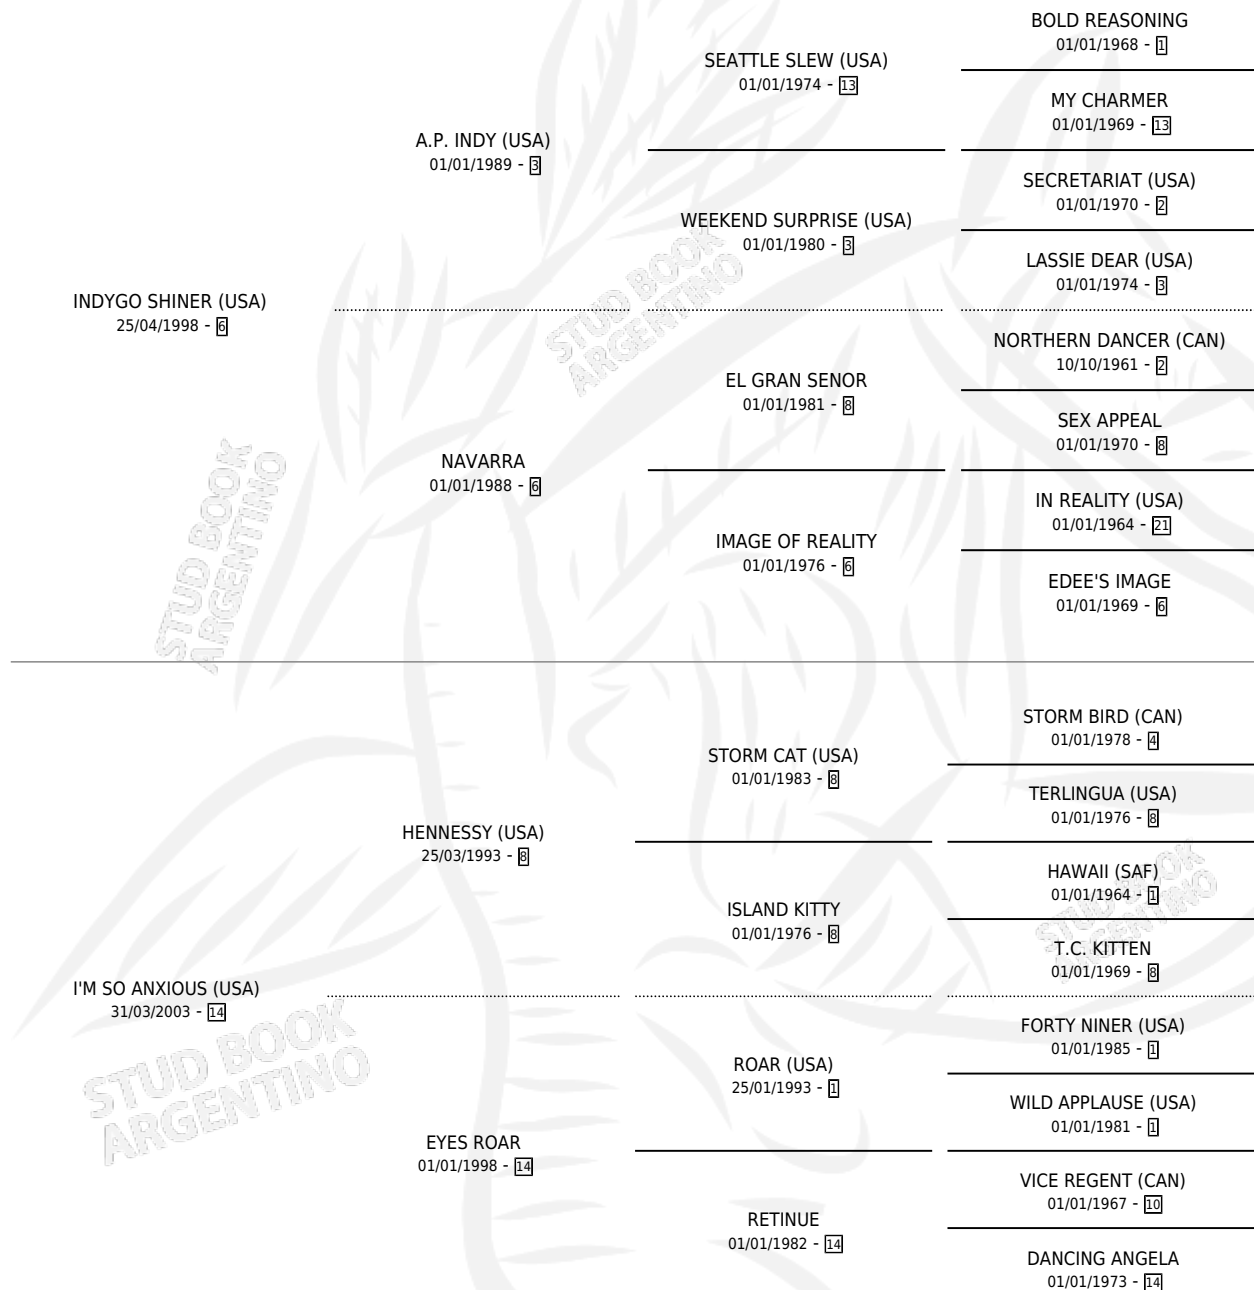 BOLD REASONING
01/01/1968 - 1
SEATTLE SLEW (USA)
01/01/1974 - 13
MY CHARMER
01/01/1969 - 13
A.P. INDY (USA)
01/01/1989 - 3
SECRETARIAT (USA)
01/01/1970 - 2
WEEKEND SURPRISE (USA)
01/01/1980 - 3
LASSIE DEAR (USA)
01/01/1974 - 3
INDYGO SHINER (USA)
25/04/1998 - 6
NORTHERN DANCER (CAN)
10/10/1961 - 2
EL GRAN SENOR
01/01/1981 - 8
SEX APPEAL
01/01/1970 - 8
NAVARRA
01/01/1988 - 6
IN REALITY (USA)
01/01/1964 - 21
IMAGE OF REALITY
01/01/1976 - 6
EDEE'S IMAGE
01/01/1969 - 6
STORM BIRD (CAN)
01/01/1978 - 4
STORM CAT (USA)
01/01/1983 - 8
TERLINGUA (USA)
01/01/1976 - 8
HENNESSY (USA)
25/03/1993 - 8
HAWAII (SAF)
01/01/1964 - 1
ISLAND KITTY
01/01/1976 - 8
T.C. KITTEN
01/01/1969 - 8
I'M SO ANXIOUS (USA)
31/03/2003 - 14
FORTY NINER (USA)
01/01/1985 - 1
ROAR (USA)
25/01/1993 - 1
WILD APPLAUSE (USA)
01/01/1981 - 1
EYES ROAR
01/01/1998 - 14
VICE REGENT (CAN)
01/01/1967 - 10
RETINUE
01/01/1982 - 14
DANCING ANGELA
01/01/1973 - 14
STUD BOOK
ARGENTINO
STUD BOOK
ARGENTINO
STUD BOOK
ARGENTINO
STUD BOOK
ARGENTINO